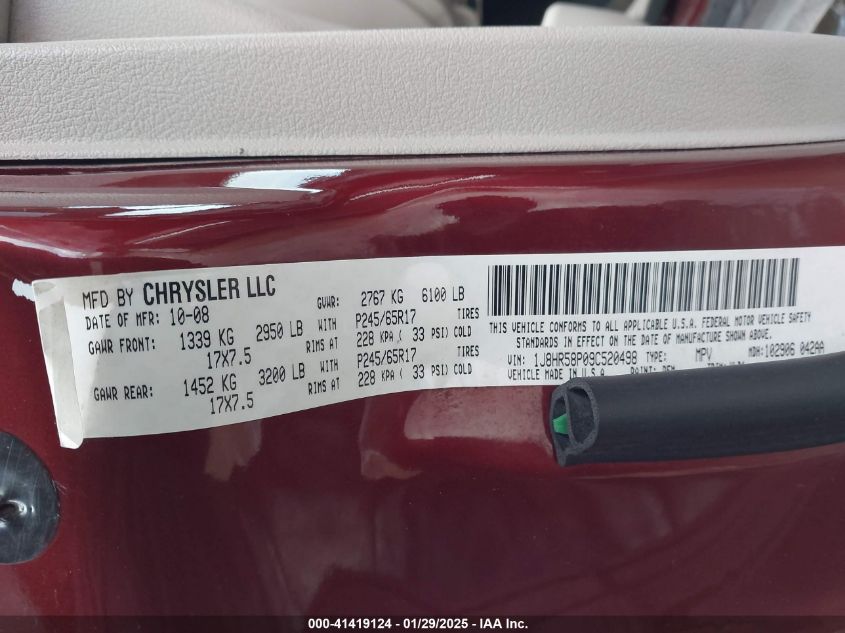 MFD BY CHRYSLER LLC GVWR: 2767 KG 6100 LB
DATE OF MFR: 10-08 WITH P245/65R17 TIRES
GAWR FRONT: 1339 KG 2950 LB RIMS AT 228 KPA ( 33 PSI) COLD
17X7.5 WITH P245/65R17 TIRES
GAWR REAR: 1452 KG 3200 LB RIMS AT 228 KPA ( 33 PSI) COLD
17X7.5
THIS VEHICLE CONFORMS TO ALL APPLICABLE U.S.A. FEDERAL MOTOR VEHICLE SAFETY
STANDARDS IN EFFECT ON THE DATE OF MANUFACTURE SHOWN ABOVE.
VIN: 1J8HR58P09C520498 TYPE: MPV MDH:102906 042AA
VEHICLE MADE IN U.S.A PAINT:
000-41419124 | 01/29/2025 - IAA Inc.